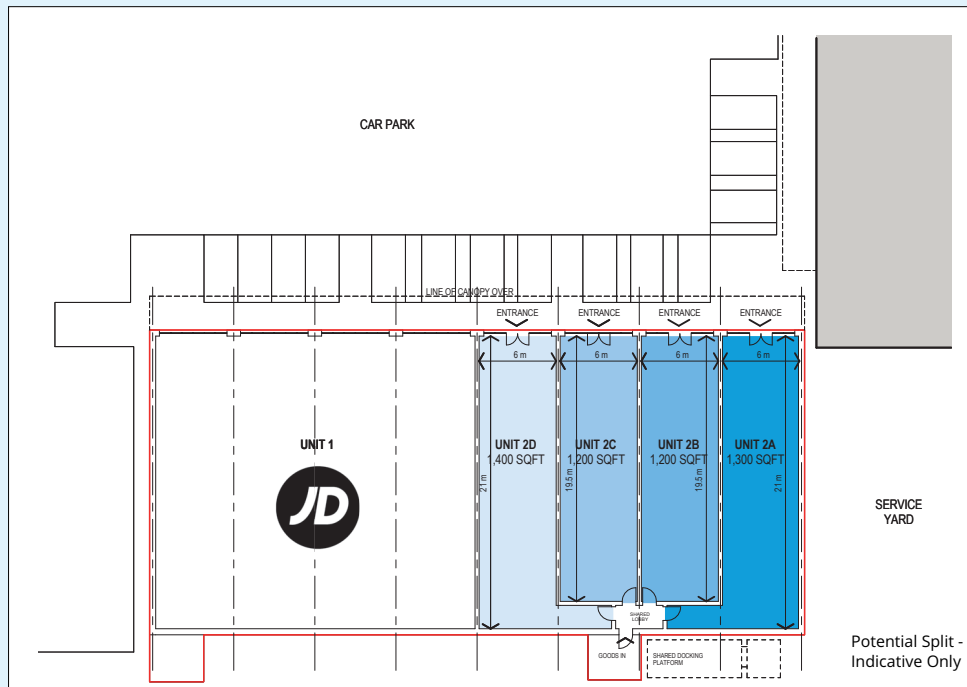 CAR PARK
LINE OF CANOPY OVER
ENTRANCE
ENTRANCE
ENTRANCE
ENTRANCE
6 m
6 m
6 m
6 m
UNIT 1
JD
UNIT 2D
1,400 SQFT
UNIT 2C
1,200 SQFT
UNIT 2B
1,200 SQFT
UNIT 2A
1,300 SQFT
21 m
19.5 m
19.5 m
21 m
SERVICE
YARD
SHARED
LOBBY
GOODS IN
SHARED DOCKING
PLATFORM
Potential Split -
Indicative Only